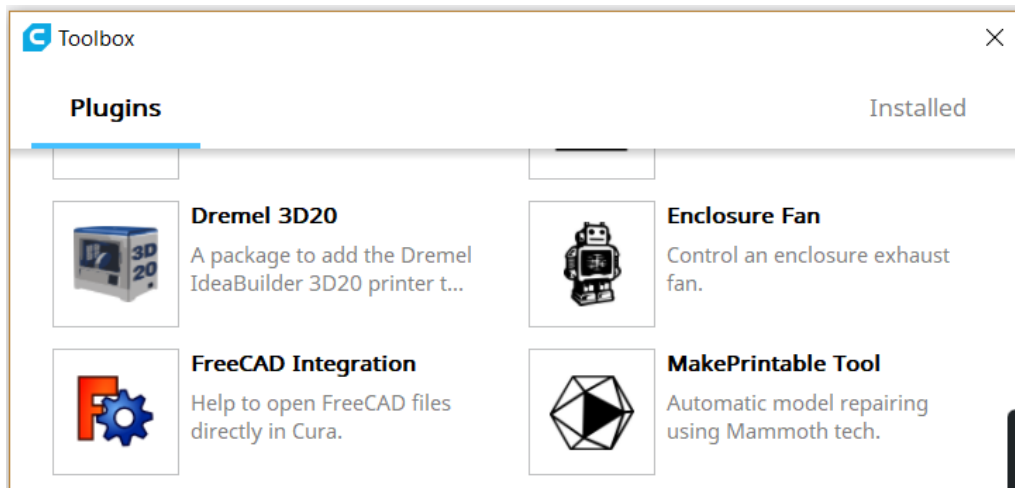 Toolbox
Plugins
Installed
Dremel 3D20
A package to add the Dremel
IdeaBuilder 3D20 printer t...
3D
20
Enclosure Fan
Control an enclosure exhaust
fan.
FreeCAD Integration
Help to open FreeCAD files
directly in Cura.
MakePrintable Tool
Automatic model repairing
using Mammoth tech.